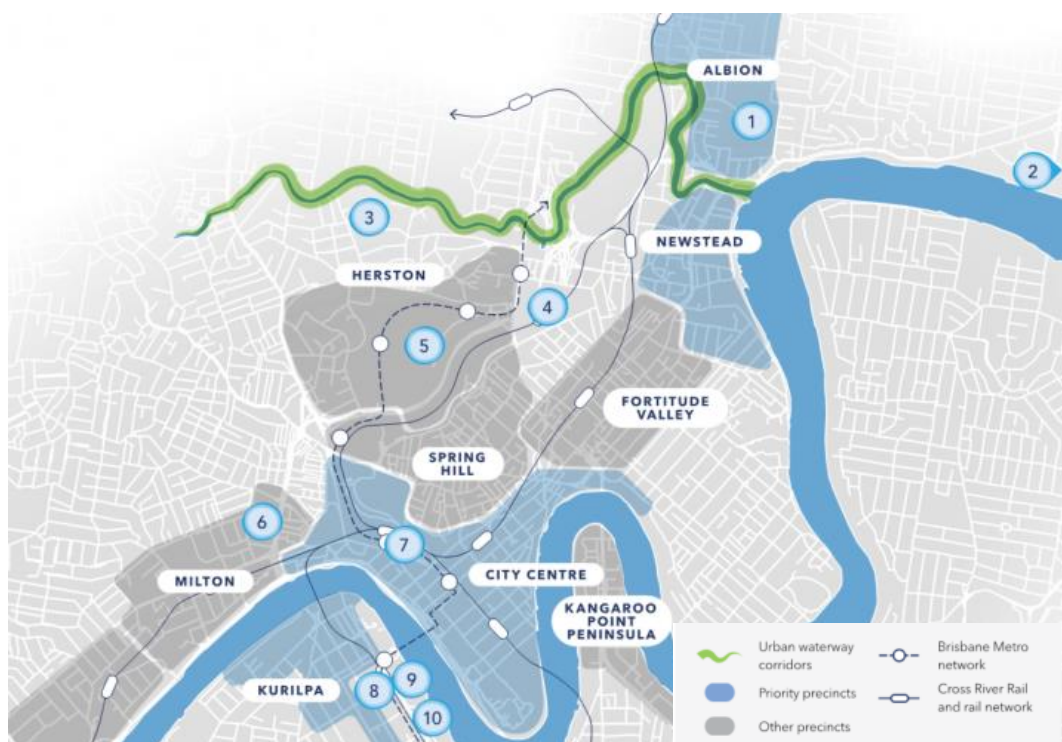 ALBION
1
2
3
NEWSTEAD
HERSTON
4
5
FORTITUDE
VALLEY
SPRING
HILL
6
7
MILTON
CITY CENTRE
KANGAROO
POINT
PENINSULA
KURILPA
8
9
10
Urban waterway
corridors
Priority precincts
Other precincts
Brisbane Metro
network
Cross River Rail
and rail network